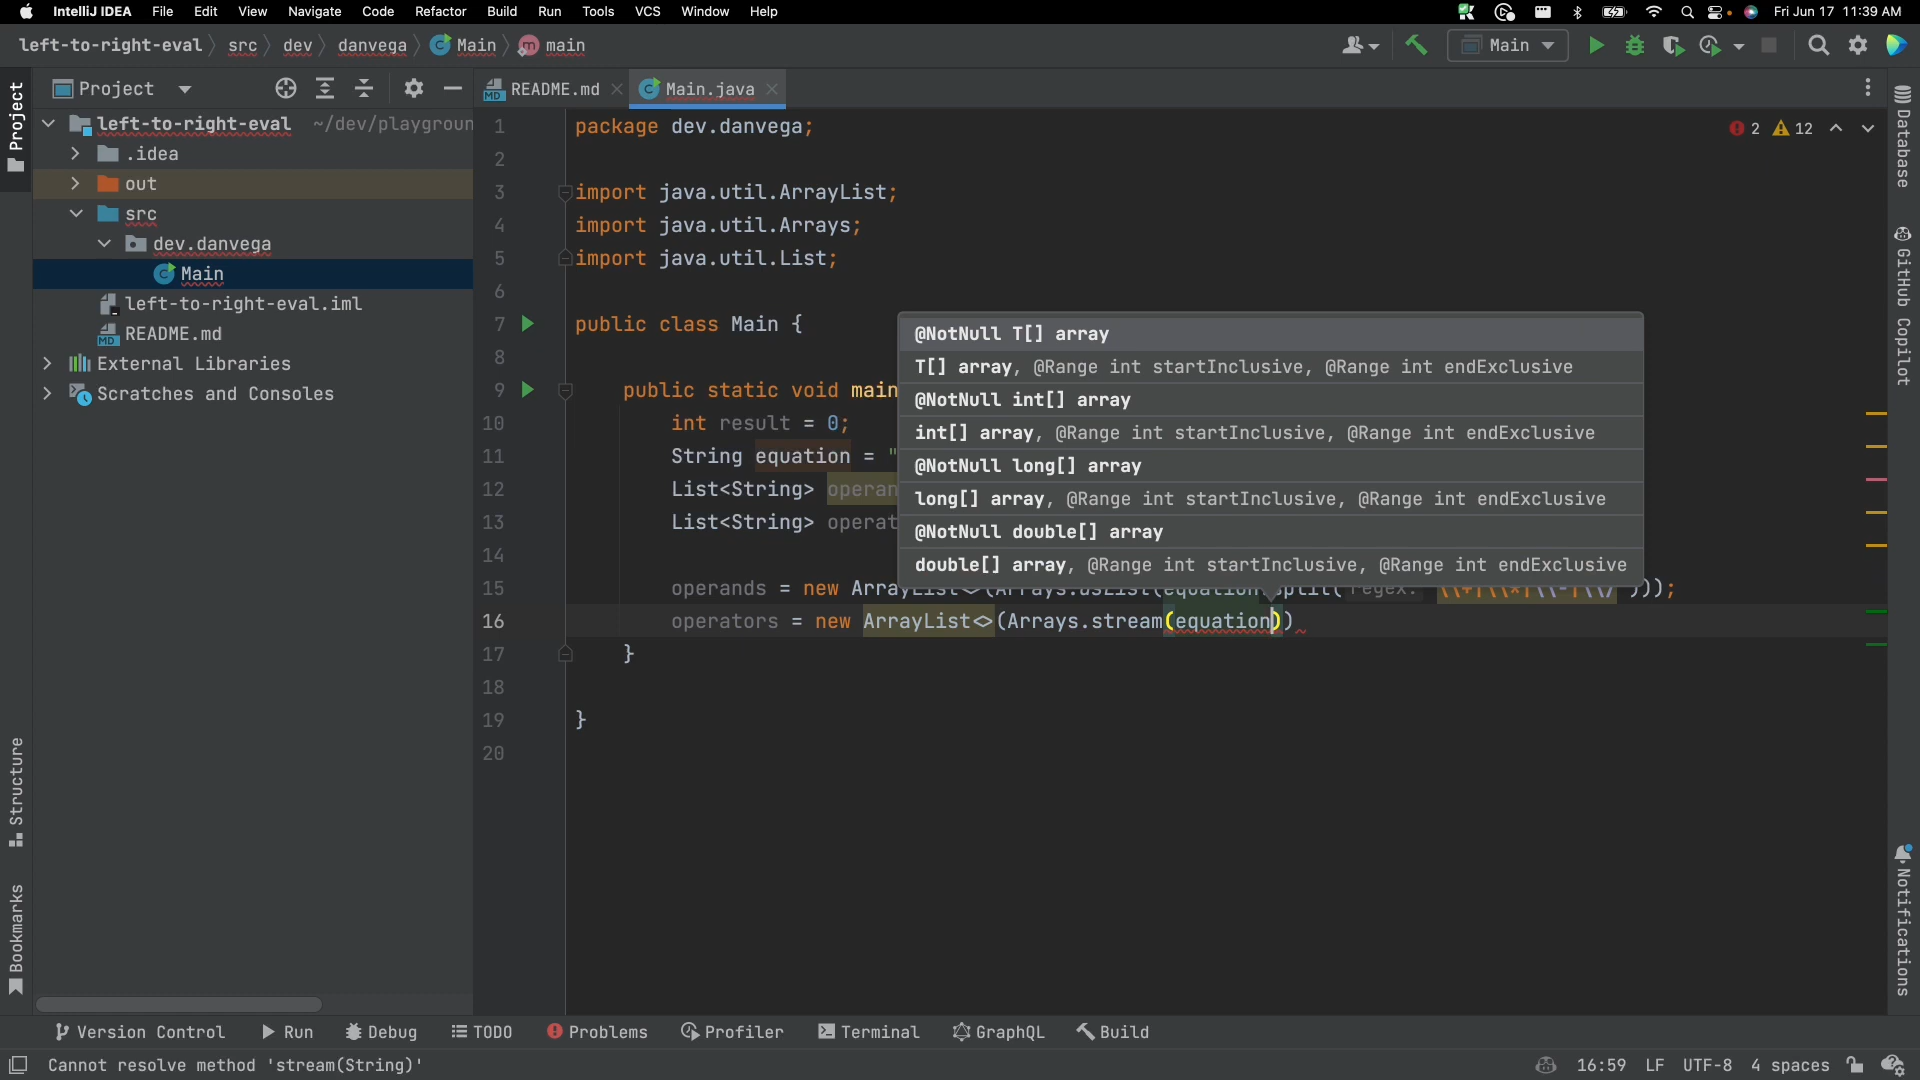 IntelliJ IDEA File Edit View Navigate Code Refactor Build Run Tools VCS Window Help Fri Jun 17 11:39 AM
left-to-right-eval src dev danvega Main main
Main
Project
README.md
Main.java
Project
left-to-right-eval ~/dev/playgroun
.idea
out
src
dev.danvega
Main
left-to-right-eval.iml
README.md
External Libraries
Scratches and Consoles
Structure
Bookmarks
1 package dev.danvega;
2
3 import java.util.ArrayList;
4 import java.util.Arrays;
5 import java.util.List;
6
7 public class Main {
8
9 public static void main
10 int result = 0;
11 String equation = "
12 List<String> operan
13 List<String> operat
14
15 operands = new ArrayList<>(Arrays.asList(equation.split( regex: "\\+|\\*|\\-|\\/")));
16 operators = new ArrayList<>(Arrays.stream(equation))
17 }
18
19 }
20
@NotNull T[] array
T[] array, @Range int startInclusive, @Range int endExclusive
@NotNull int[] array
int[] array, @Range int startInclusive, @Range int endExclusive
@NotNull long[] array
long[] array, @Range int startInclusive, @Range int endExclusive
@NotNull double[] array
double[] array, @Range int startInclusive, @Range int endExclusive
2 12
Database
GitHub Copilot
Notifications
Version Control Run Debug TODO Problems Profiler Terminal GraphQL Build
Cannot resolve method 'stream(String)' 16:59 LF UTF-8 4 spaces